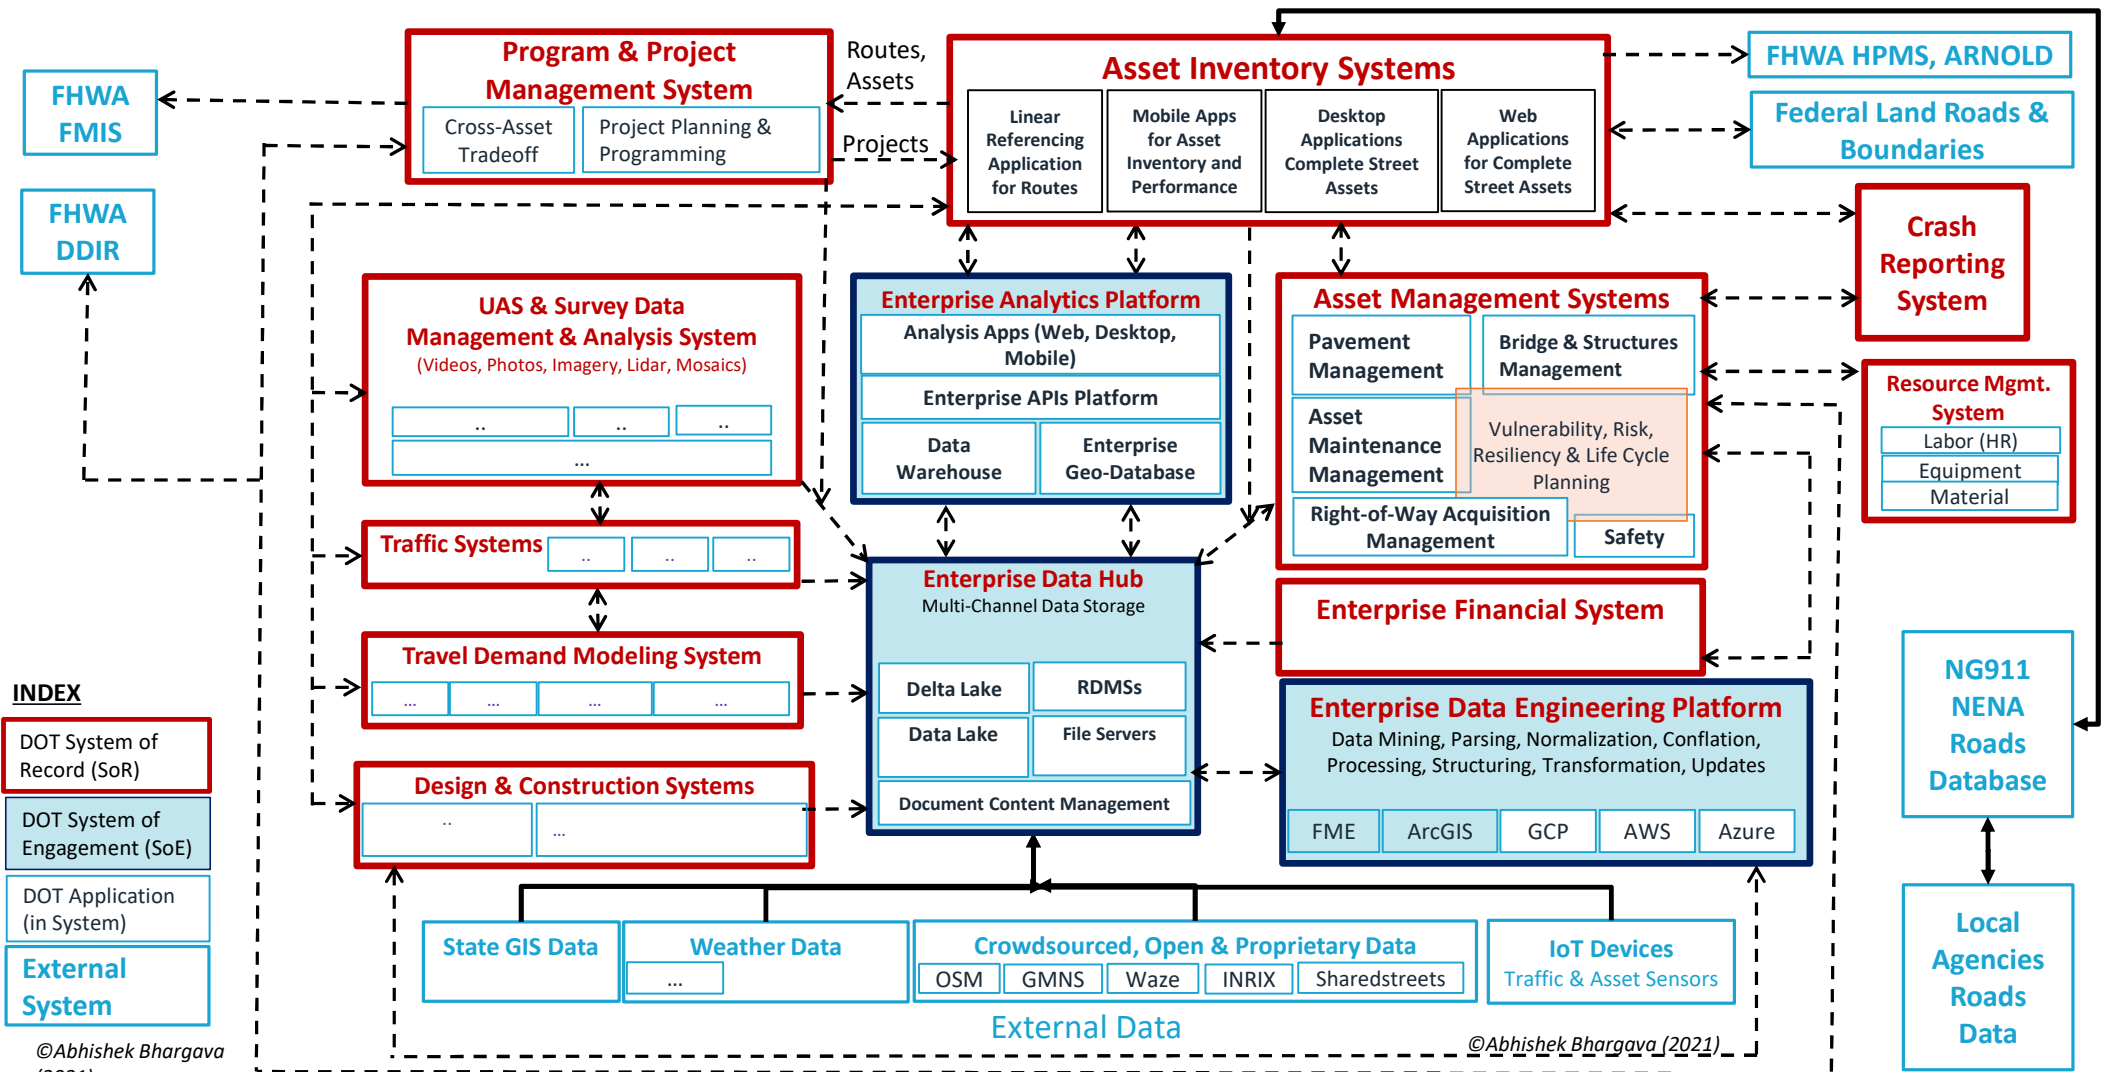 Program & Project
Management System
Cross-Asset
Tradeoff
Project Planning &
Programming
Routes,
Assets
Projects
FHWA
FMIS
FHWA
DDIR
Asset Inventory Systems
Linear
Referencing
Application
for Routes
Mobile Apps
for Asset
Inventory and
Performance
Desktop
Applications
Complete Street
Assets
Web
Applications
for Complete
Street Assets
FHWA HPMS, ARNOLD
Federal Land Roads &
Boundaries
Crash
Reporting
System
UAS & Survey Data
Management & Analysis System
(Videos, Photos, Imagery, Lidar, Mosaics)
..
..
..
...
Enterprise Analytics Platform
Analysis Apps (Web, Desktop,
Mobile)
Enterprise APIs Platform
Data
Warehouse
Enterprise
Geo-Database
Asset Management Systems
Pavement
Management
Bridge & Structures
Management
Asset
Maintenance
Management
Vulnerability, Risk,
Resiliency & Life Cycle
Planning
Right-of-Way Acquisition
Management
Safety
Resource Mgmt.
System
Labor (HR)
Equipment
Material
Traffic Systems
..
..
..
Enterprise Data Hub
Multi-Channel Data Storage
Delta Lake
RDMSs
Data Lake
File Servers
Document Content Management
Enterprise Financial System
Travel Demand Modeling System
...
...
...
...
Enterprise Data Engineering Platform
Data Mining, Parsing, Normalization, Conflation,
Processing, Structuring, Transformation, Updates
FME
ArcGIS
GCP
AWS
Azure
NG911
NENA
Roads
Database
Design & Construction Systems
..
...
INDEX
DOT System of
Record (SoR)
DOT System of
Engagement (SoE)
DOT Application
(in System)
External
System
State GIS Data
Weather Data
...
Crowdsourced, Open & Proprietary Data
OSM
GMNS
Waze
INRIX
Sharedstreets
IoT Devices
Traffic & Asset Sensors
Local
Agencies
Roads
Data
External Data
©Abhishek Bhargava (2021)
©Abhishek Bhargava
(2021)